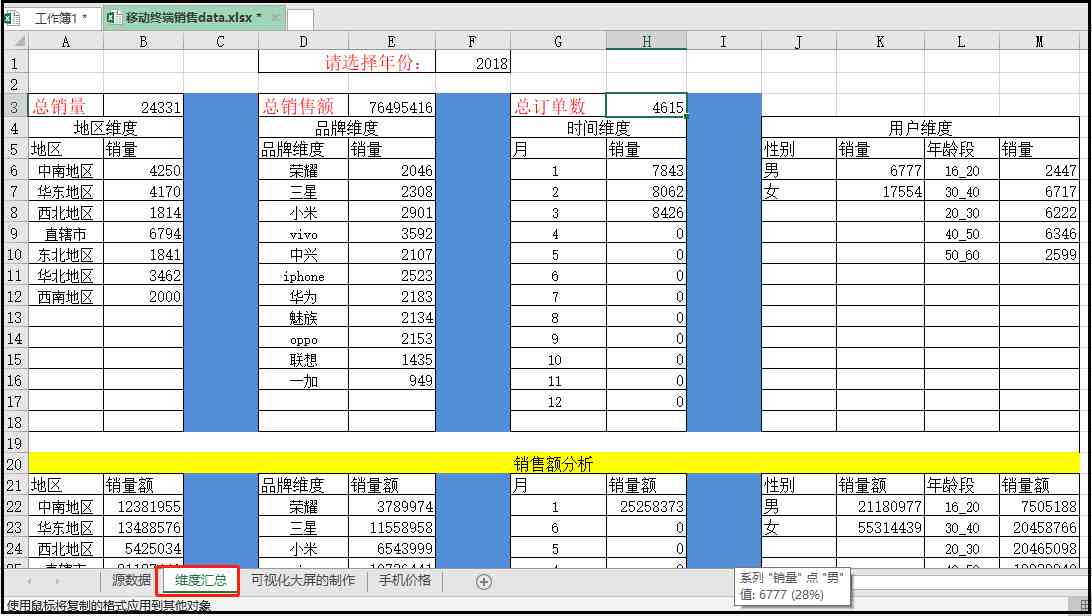 工作簿1 * 移动终端销售data.xlsx *
A B C D E F G H I J K L M
1 请选择年份： 2018
2
3 总销量 24331 总销售额 76495416 总订单数 4615
4 地区维度 品牌维度 时间维度 用户维度
5 地区 销量 品牌维度 销量 月 销量 性别 销量 年龄段 销量
6 中南地区 4250 荣耀 2046 1 7843 男 6777 16_20 2447
7 华东地区 4170 三星 2308 2 8062 女 17554 30_40 6717
8 西北地区 1814 小米 2901 3 8426 20_30 6222
9 直辖市 6794 vivo 3592 4 0 40_50 6346
10 东北地区 1841 中兴 2107 5 0 50_60 2599
11 华北地区 3462 iphone 2523 6 0
12 西南地区 2000 华为 2183 7 0
13 魅族 2134 8 0
14 oppo 2153 9 0
15 联想 1435 10 0
16 一加 949 11 0
17 12 0
18
19
20 销售额分析
21 地区 销量额 品牌维度 销量额 月 销量额 性别 销量额 年龄段 销量额
22 中南地区 12381955 荣耀 3789974 1 25258373 男 21180977 16_20 7505188
23 华东地区 13488576 三星 11558958 6 0 女 55314439 30_40 20458766
24 西北地区 5425034 小米 6543999 5 0 20_30 20465098
源数据 维度汇总 可视化大屏的制作 手机价格
系列 "销量" 点 "男"
值: 6777 (28%)
使用鼠标将复制的格式应用到其他对象